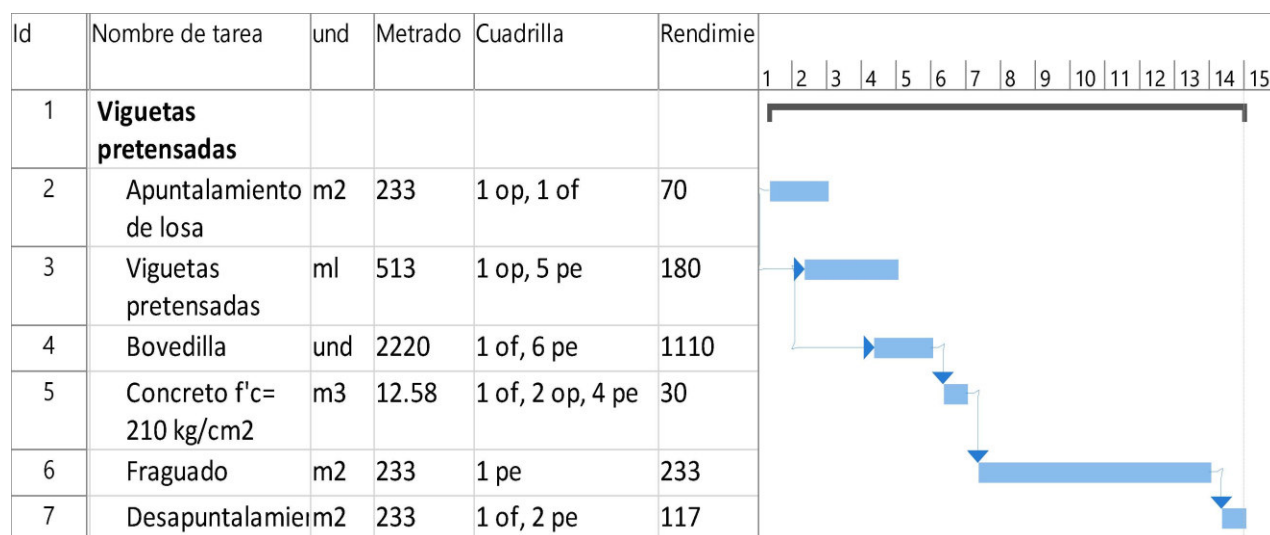 Id Nombre de tarea und Metrado Cuadrilla Rendimie
1 2 3 4 5 6 7 8 9 10 11 12 13 14 15
1 Viguetas
pretensadas
2 Apuntalamiento m2 233 1 op, 1 of 70
de losa
3 Viguetas ml 513 1 op, 5 pe 180
pretensadas
4 Bovedilla und 2220 1 of, 6 pe 1110
5 Concreto f'c= m3 12.58 1 of, 2 op, 4 pe 30
210 kg/cm2
6 Fraguado m2 233 1 pe 233
7 Desapuntalamie m2 233 1 of, 2 pe 117